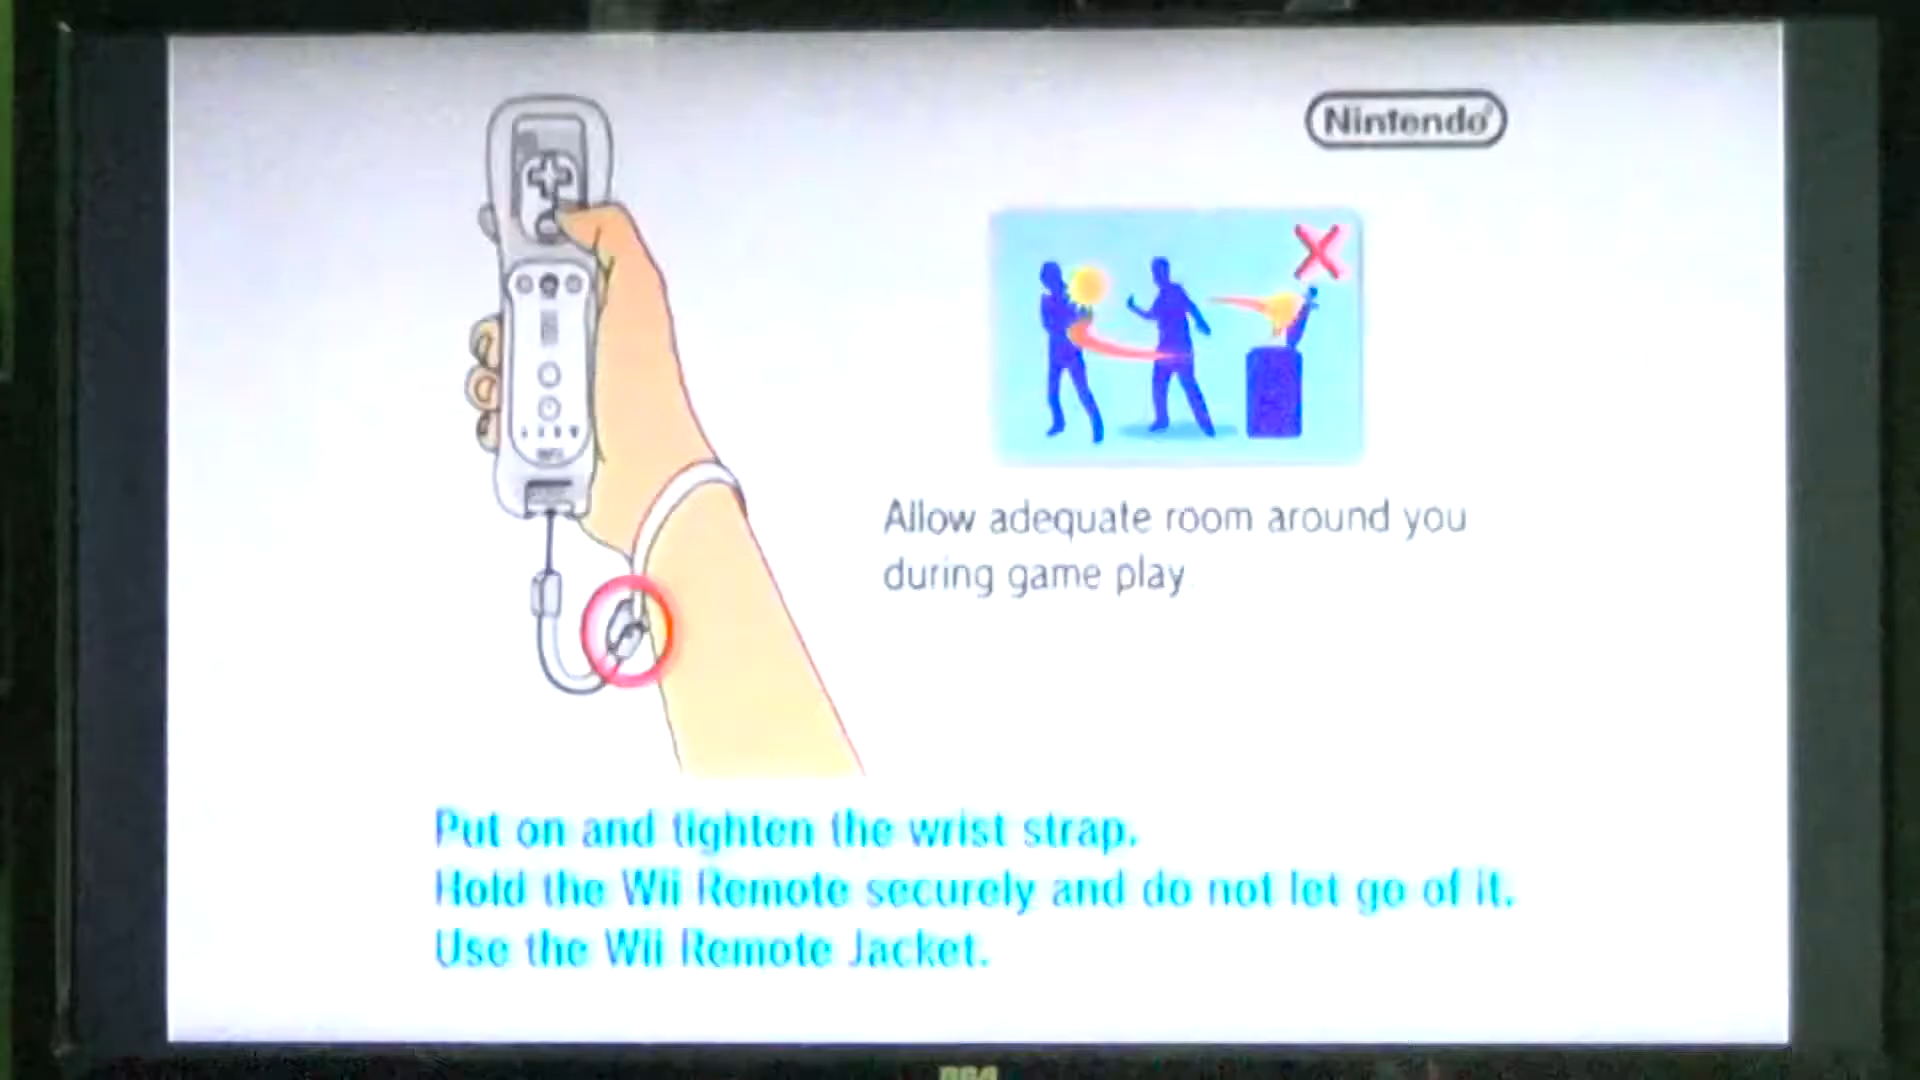 Nintendo®
Allow adequate room around you
during game play.
Put on and tighten the wrist strap.
Hold the Wii Remote securely and do not let go of it.
Use the Wii Remote Jacket.
RCA